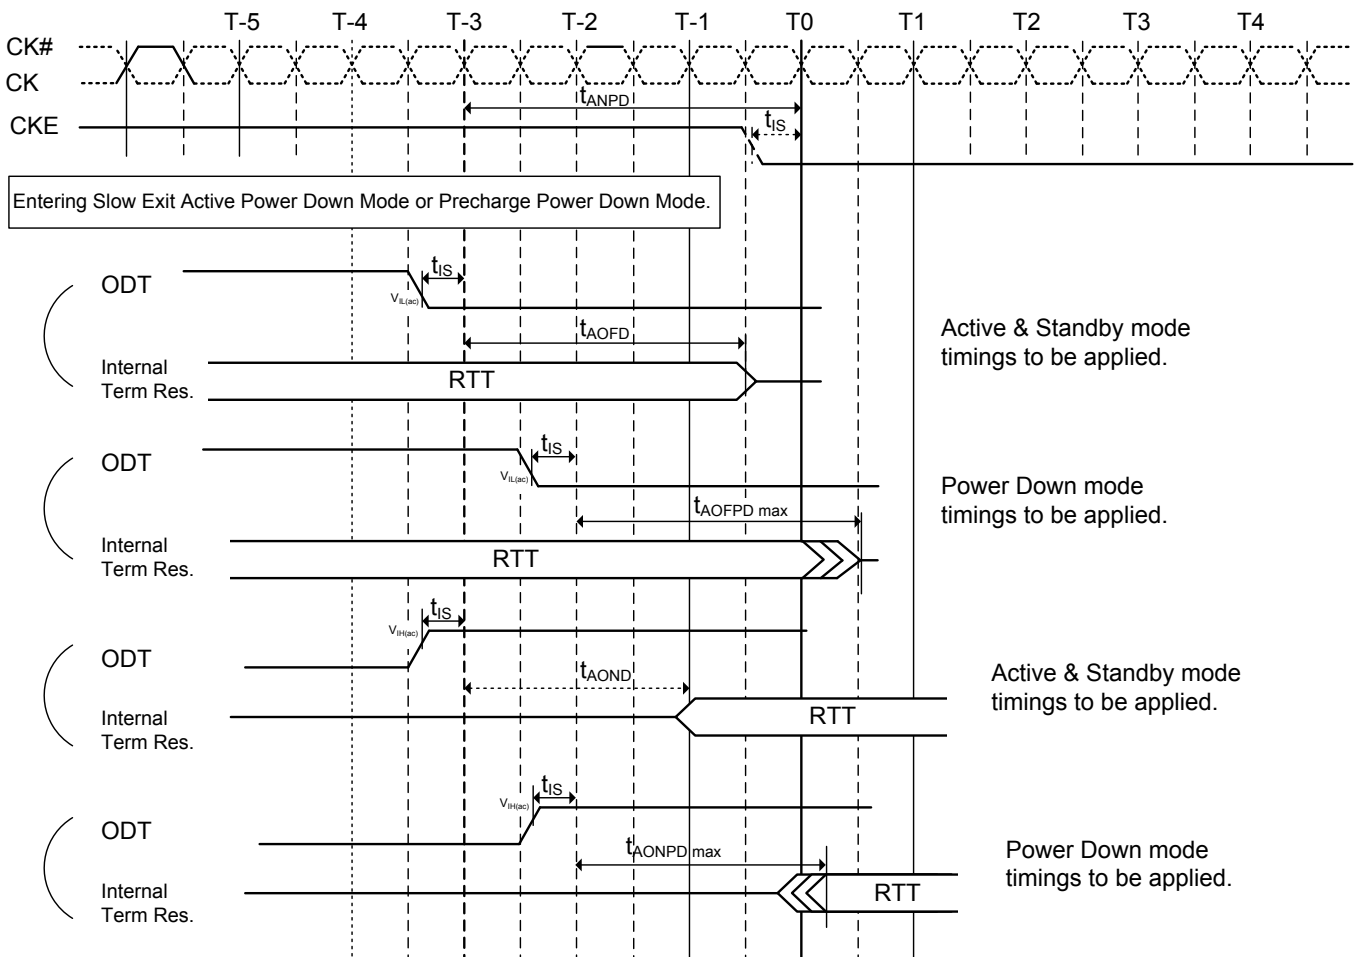 T-5 T-4 T-3 T-2 T-1 T0 T1 T2 T3 T4
CK#
CK
tANPD
CKE
tIS
Entering Slow Exit Active Power Down Mode or Precharge Power Down Mode.
ODT
tIS
VIL(ac)
tAOFD
Internal
Term Res.
RTT
Active & Standby mode
timings to be applied.
ODT
tIS
VIL(ac)
tAOFPD max
Internal
Term Res.
RTT
Power Down mode
timings to be applied.
ODT
tIS
VIH(ac)
tAOND
Internal
Term Res.
RTT
Active & Standby mode
timings to be applied.
ODT
tIS
VIH(ac)
tAONPD max
Internal
Term Res.
RTT
Power Down mode
timings to be applied.